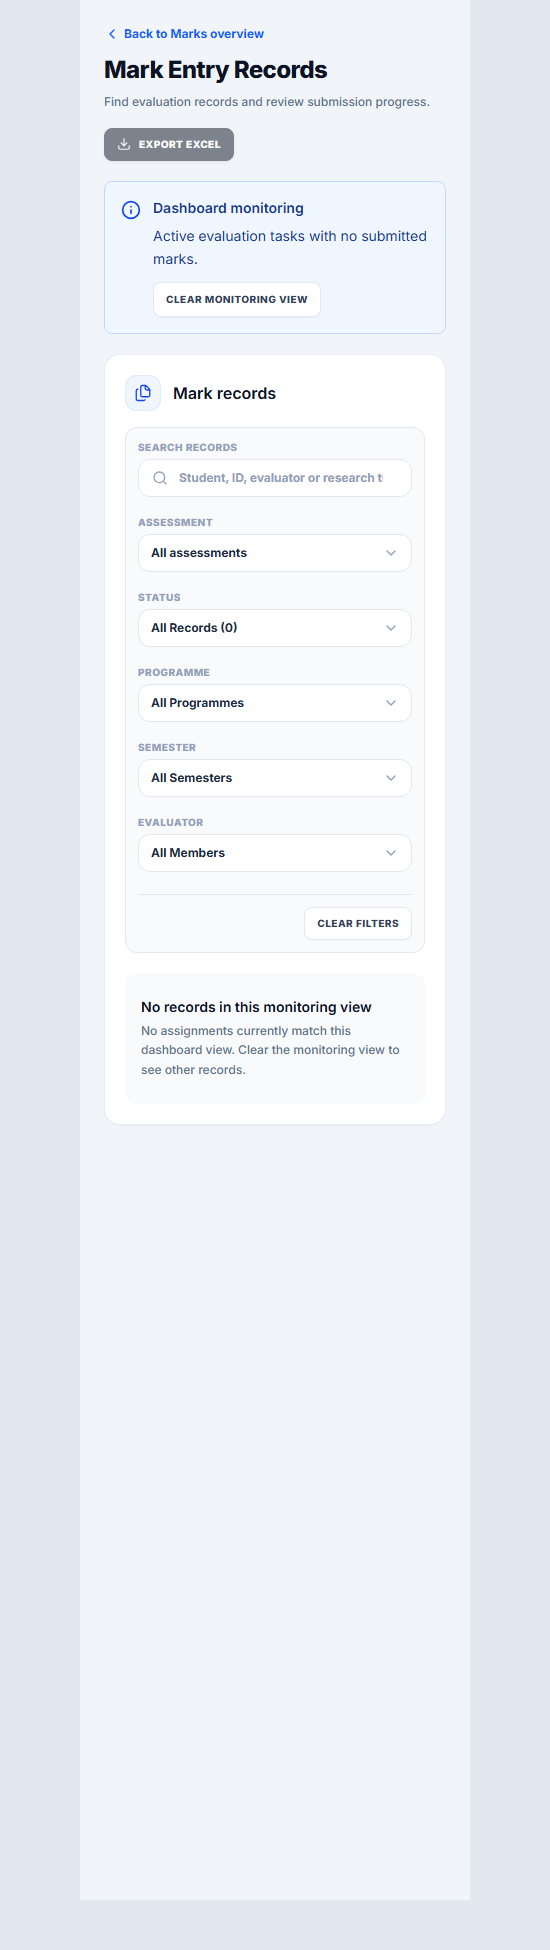 Back to Marks overview
Mark Entry Records
Find evaluation records and review submission progress.
EXPORT EXCEL
Dashboard monitoring
Active evaluation tasks with no submitted
marks.
CLEAR MONITORING VIEW
Mark records
SEARCH RECORDS
Student, ID, evaluator or research
ASSESSMENT
All assessments
STATUS
All Records (0)
PROGRAMME
All Programmes
SEMESTER
All Semesters
EVALUATOR
All Members
CLEAR FILTERS
No records in this monitoring view
No assignments currently match this
dashboard view. Clear the monitoring view to
see other records.